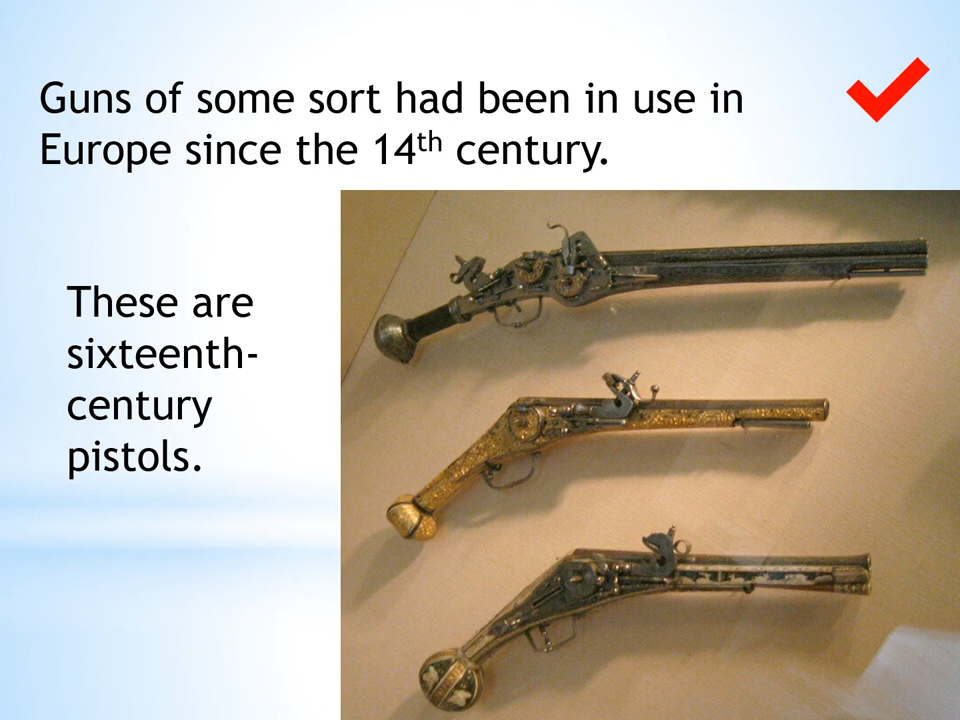 Guns of some sort had been in use in
Europe since the 14th century.
These are
sixteenth-
century
pistols.